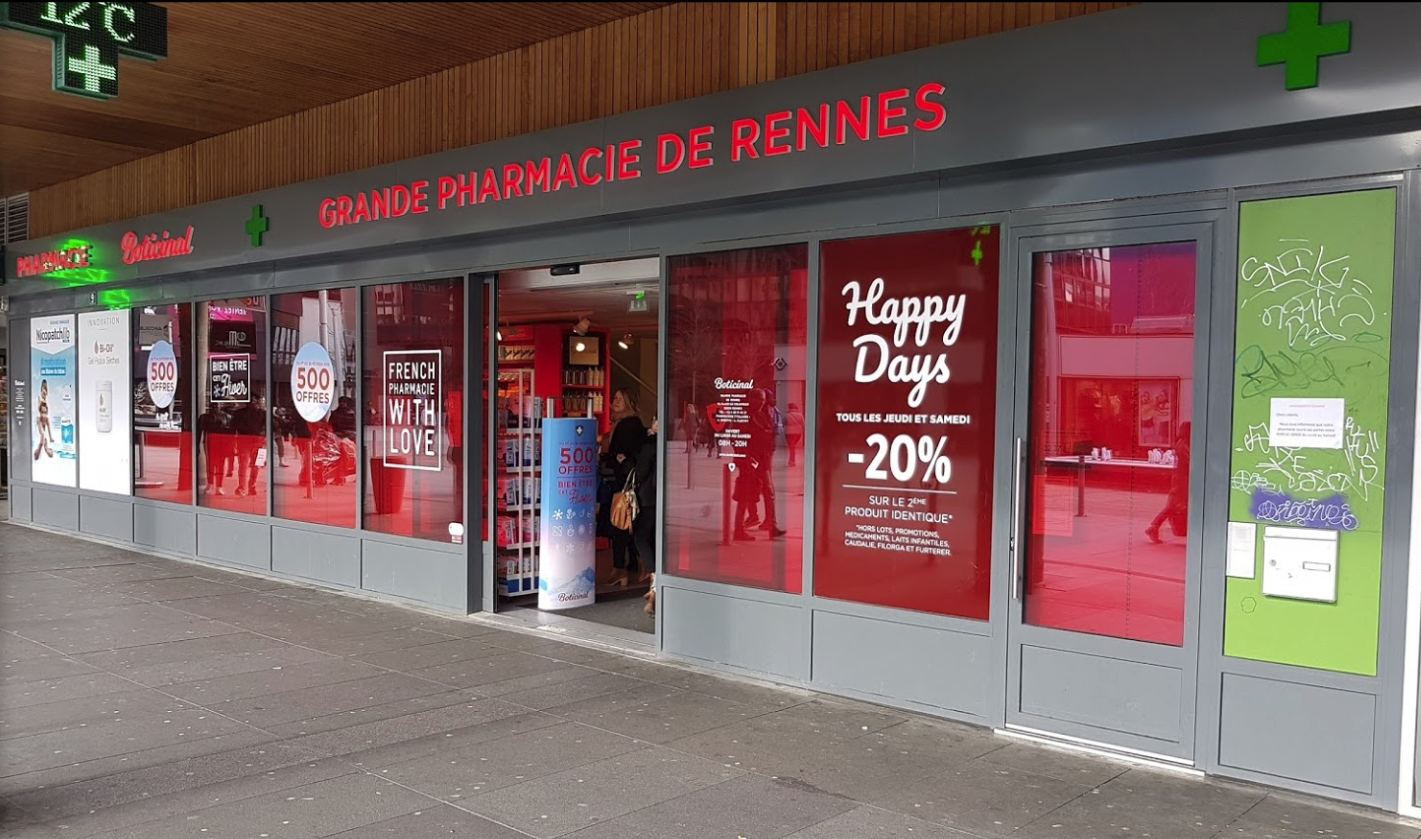 12°C
PHARMACIE
Boticinal
GRANDE PHARMACIE DE RENNES
Nicopatchlib
INNOVATION
Bi-Oil
500
OFFRES
BIEN ÊTRE
Hiver
500
OFFRES
FRENCH
PHARMACIE
WITH
LOVE
500
OFFRES
BIEN ÊTRE
Boticinal
Boticinal
08H - 20H
Happy
Days
TOUS LES JEUDI ET SAMEDI
-20%
SUR LE 2ÈME
PRODUIT IDENTIQUE*
*HORS LOTS, PROMOTIONS,
MEDICAMENTS, LAITS INFANTILES,
CAUDALIE, FILORGA ET FURTERER.